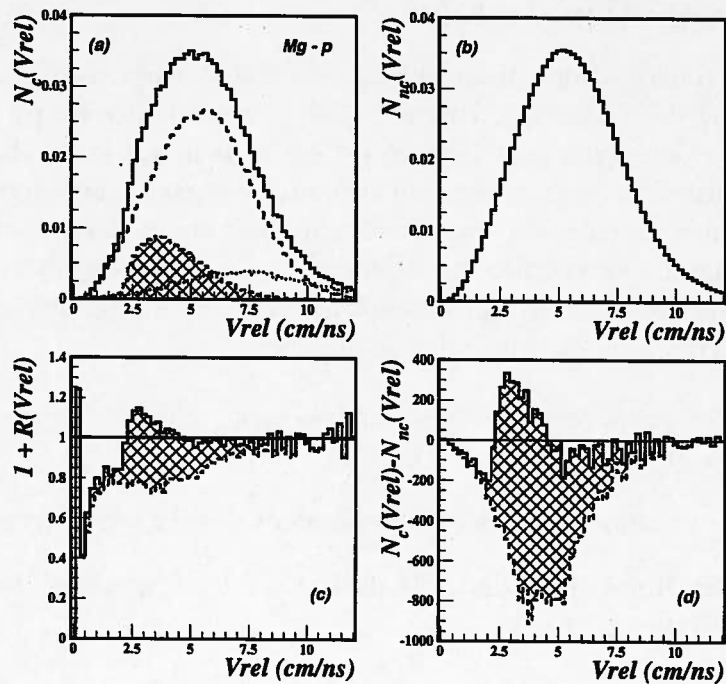 (a)
Mg - p
N_c(Vrel)
0.04
0.03
0.02
0.01
0
0 2.5 5 7.5 10
Vrel (cm/ns)
(b)
N_nc(Vrel)
0.04
0.03
0.02
0.01
0
0 2.5 5 7.5 10
Vrel (cm/ns)
(c)
1 + R(Vrel)
1.4
1.2
1
0.8
0.6
0.4
0.2
0
0 2.5 5 7.5 10
Vrel (cm/ns)
(d)
N_c(Vrel)-N_nc(Vrel)
400
200
0
-200
-400
-600
-800
-1000
0 2.5 5 7.5 10
Vrel (cm/ns)